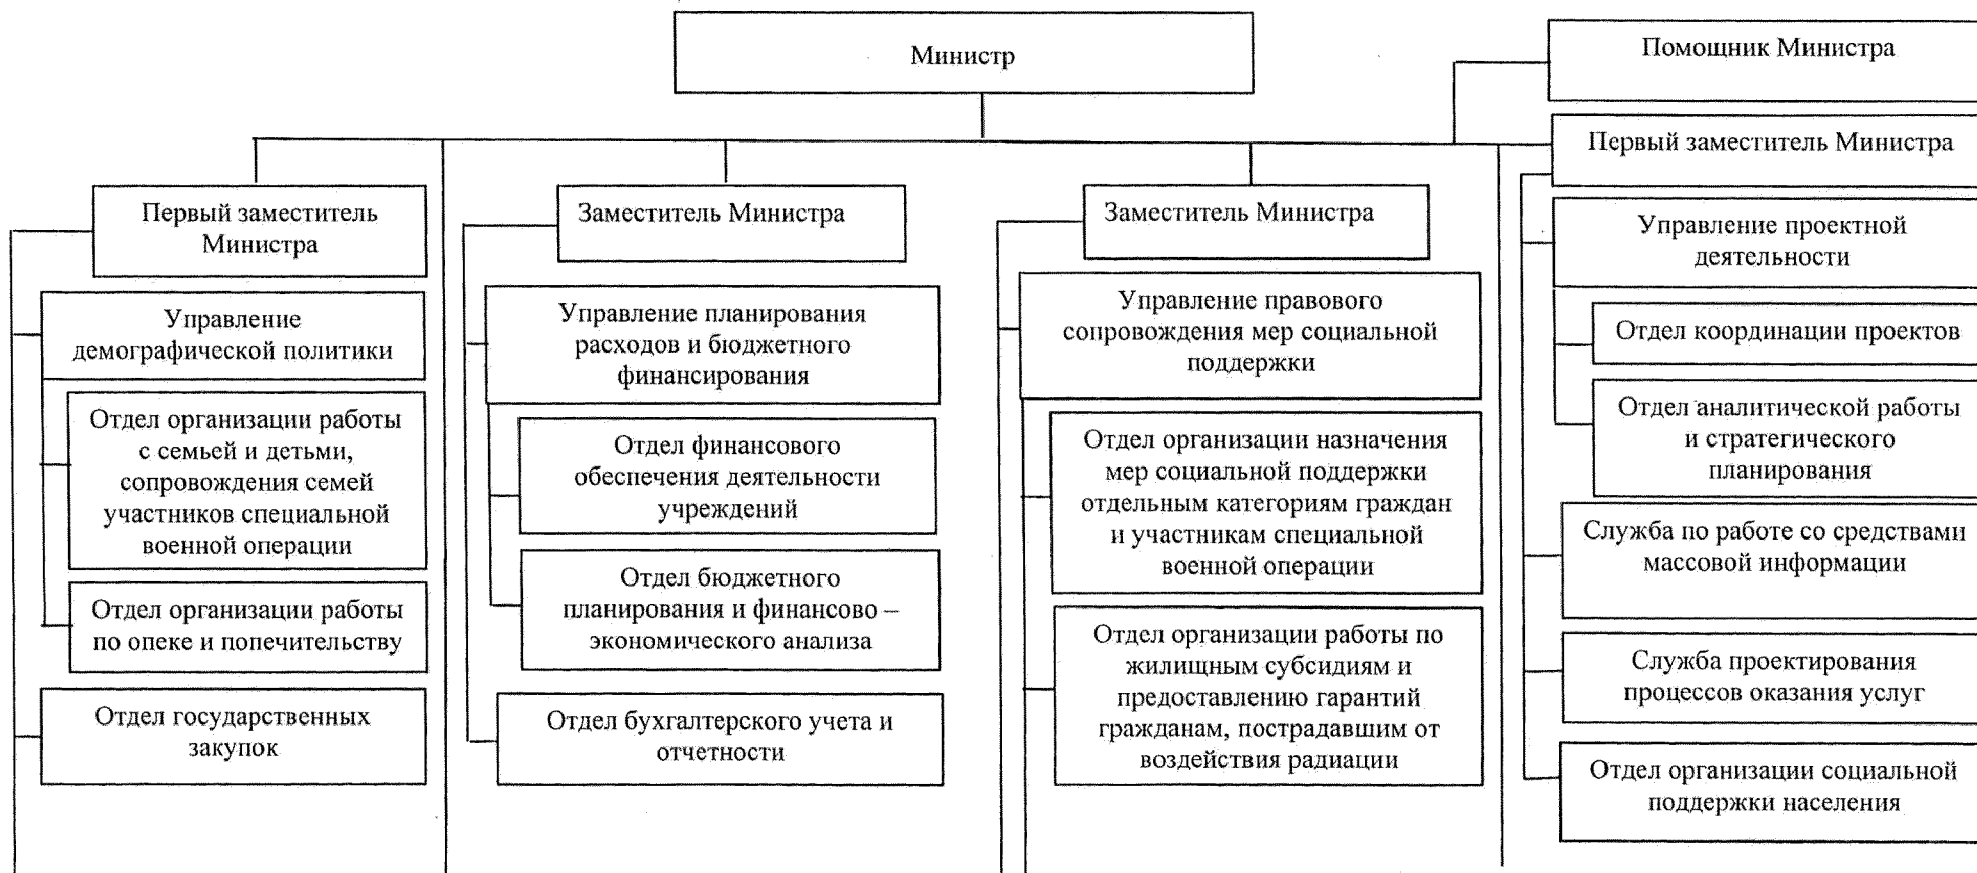 Министр
Помощник Министра
Первый заместитель Министра
Первый заместитель
Министра
Управление
демографической политики
Отдел организации работы
с семьей и детьми,
сопровождения семей
участников специальной
военной операции
Отдел организации работы
по опеке и попечительству
Отдел государственных
закупок
Заместитель Министра
Управление планирования
расходов и бюджетного
финансирования
Отдел финансового
обеспечения деятельности
учреждений
Отдел бюджетного
планирования и финансово –
экономического анализа
Отдел бухгалтерского учета и
отчетности
Заместитель Министра
Управление правового
сопровождения мер социальной
поддержки
Отдел организации назначения
мер социальной поддержки
отдельным категориям граждан
и участникам специальной
военной операции
Отдел организации работы по
жилищным субсидиям и
предоставлению гарантий
гражданам, пострадавшим от
воздействия радиации
Управление проектной
деятельности
Отдел координации проектов
Отдел аналитической работы
и стратегического
планирования
Служба по работе со средствами
массовой информации
Служба проектирования
процессов оказания услуг
Отдел организации социальной
поддержки населения